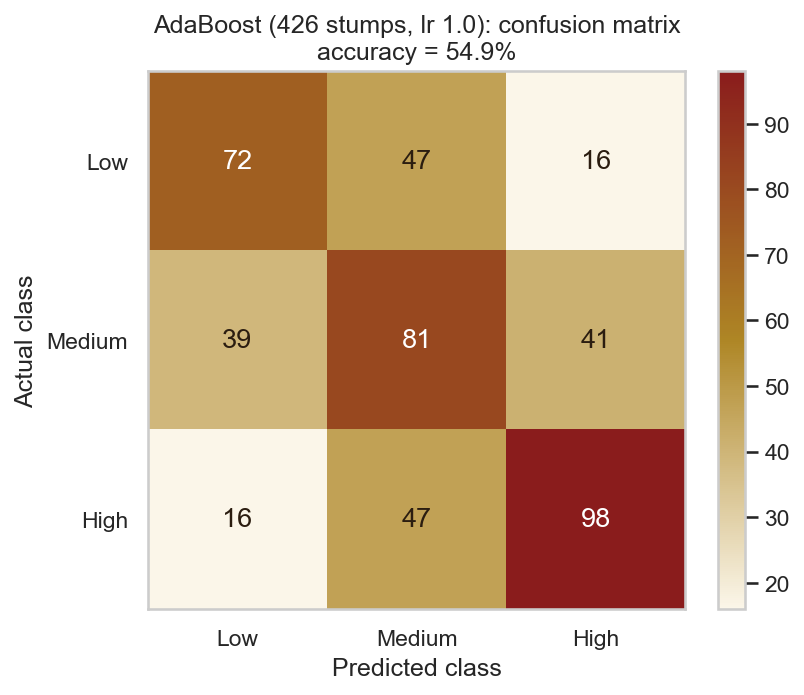 AdaBoost (426 stumps, lr 1.0): confusion matrix
accuracy = 54.9%
Low
72
47
16
Medium
39
81
41
High
16
47
98
Low
Medium
High
Predicted class
Actual class
90
80
70
60
50
40
30
20